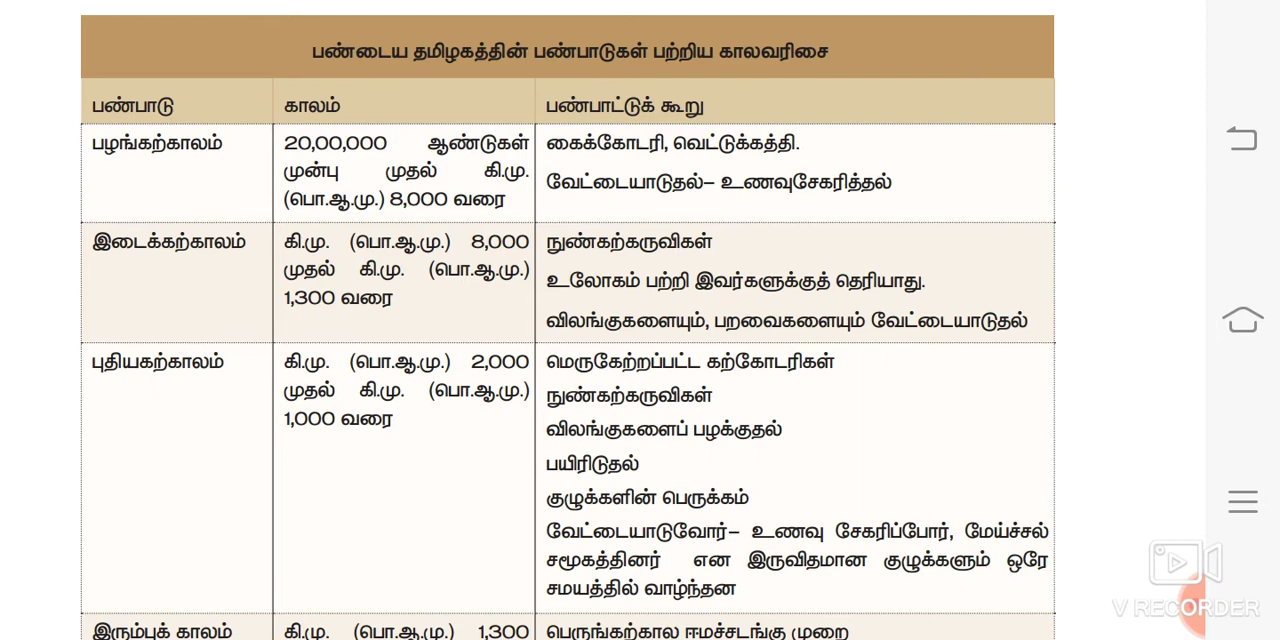 பண்டைய தமிழகத்தின் பண்பாடுகள் பற்றிய காலவரிசை
பண்பாடு காலம் பண்பாட்டுக் கூறு
பழங்கற்காலம்
20,00,000 ஆண்டுகள்
முன்பு முதல் கி.மு.
(பொ.ஆ.மு.) 8,000 வரை
கைக்கோடரி, வெட்டுக்கத்தி.
வேட்டையாடுதல்– உணவுசேகரித்தல்
இடைக்கற்காலம்
கி.மு. (பொ.ஆ.மு.) 8,000
முதல் கி.மு. (பொ.ஆ.மு.)
1,300 வரை
நுண்கற்கருவிகள்
உலோகம் பற்றி இவர்களுக்குத் தெரியாது.
விலங்குகளையும், பறவைகளையும் வேட்டையாடுதல்
புதியகற்காலம்
கி.மு. (பொ.ஆ.மு.) 2,000
முதல் கி.மு. (பொ.ஆ.மு.)
1,000 வரை
மெருகேற்றப்பட்ட கற்கோடரிகள்
நுண்கற்கருவிகள்
விலங்குகளைப் பழக்குதல்
பயிரிடுதல்
குழுக்களின் பெருக்கம்
வேட்டையாடுவோர்– உணவு சேகரிப்போர், மேய்ச்சல்
சமூகத்தினர் என இருவிதமான குழுக்களும் ஒரே
சமயத்தில் வாழ்ந்தன
இரும்புக் காலம்
கி.மு. (பொ.ஆ.மு.) 1,300
பெருங்கற்கால ஈமச்சடங்கு முறை
V RECORDER